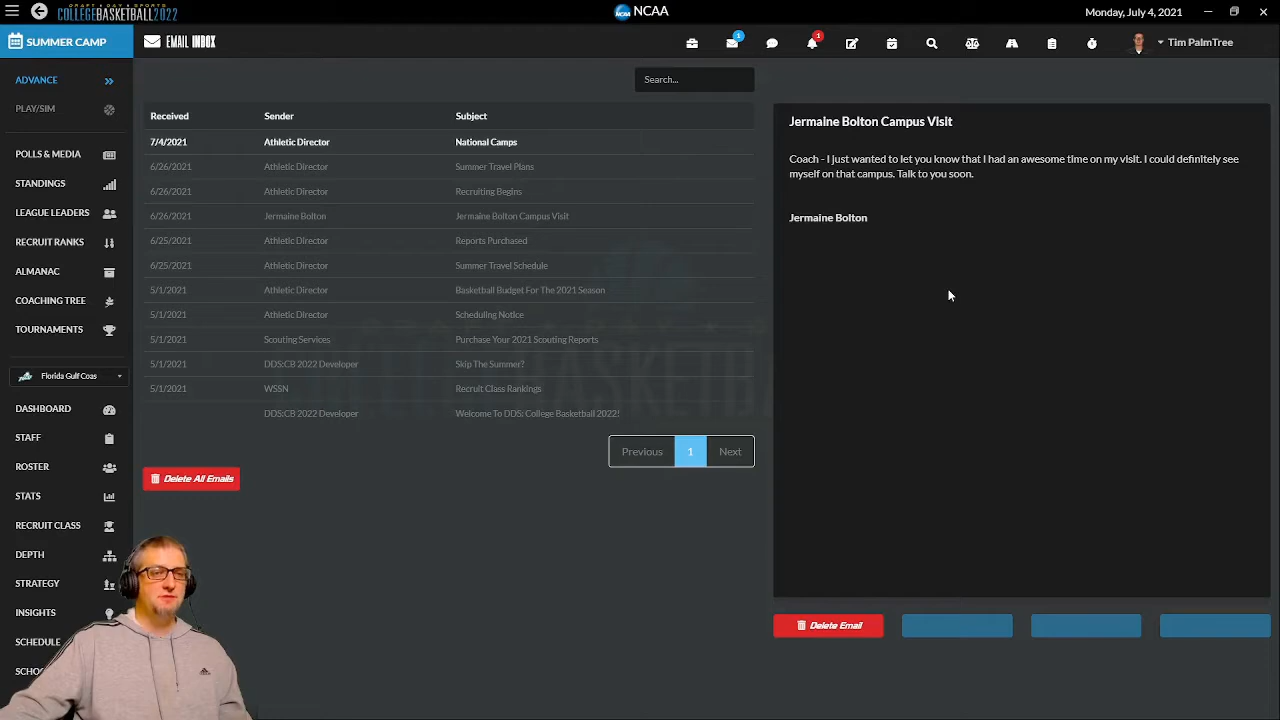 DRAFT • DAY • SPORTS
COLLEGE BASKETBALL 2022
NCAA
Monday, July 4, 2021
SUMMER CAMP
EMAIL INBOX
1
1
Tim PalmTree
ADVANCE
PLAY/SIM
POLLS & MEDIA
STANDINGS
LEAGUE LEADERS
RECRUIT RANKS
ALMANAC
COACHING TREE
TOURNAMENTS
Florida Gulf Coas
DASHBOARD
STAFF
ROSTER
STATS
RECRUIT CLASS
DEPTH
STRATEGY
INSIGHTS
SCHEDULE
SCHOO
Search...
Received Sender Subject
7/4/2021 Athletic Director National Camps
6/26/2021 Athletic Director Summer Travel Plans
6/26/2021 Athletic Director Recruiting Begins
6/26/2021 Jermaine Bolton Jermaine Bolton Campus Visit
6/25/2021 Athletic Director Reports Purchased
6/25/2021 Athletic Director Summer Travel Schedule
5/1/2021 Athletic Director Basketball Budget For The 2021 Season
5/1/2021 Athletic Director Scheduling Notice
5/1/2021 Scouting Services Purchase Your 2021 Scouting Reports
5/1/2021 DDS:CB 2022 Developer Skip The Summer?
5/1/2021 WSSN Recruit Class Rankings
DDS:CB 2022 Developer Welcome To DDS: College Basketball 2022!
Previous 1 Next
Delete All Emails
Jermaine Bolton Campus Visit
Coach - I just wanted to let you know that I had an awesome time on my visit. I could definitely see
myself on that campus. Talk to you soon.
Jermaine Bolton
Delete Email